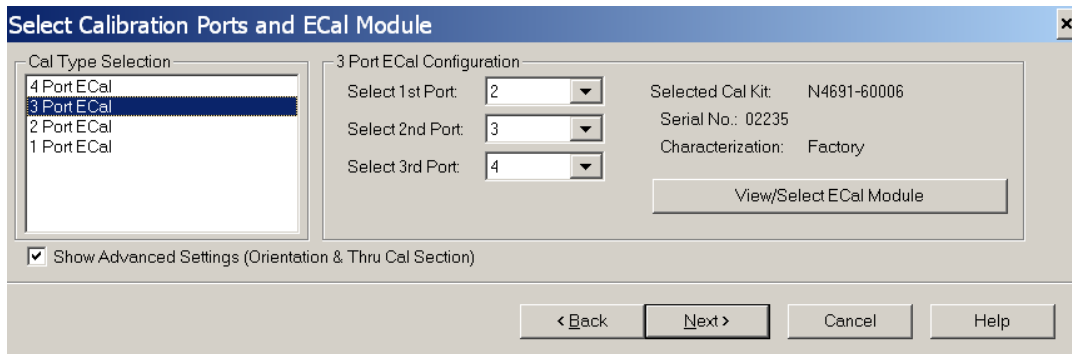 Select Calibration Ports and ECal Module
Cal Type Selection
4 Port ECal
3 Port ECal
2 Port ECal
1 Port ECal
3 Port ECal Configuration
Select 1st Port: 2
Select 2nd Port: 3
Select 3rd Port: 4
Selected Cal Kit: N4691-60006
Serial No.: 02235
Characterization: Factory
View/Select ECal Module
Show Advanced Settings (Orientation & Thru Cal Section)
< Back
Next >
Cancel
Help